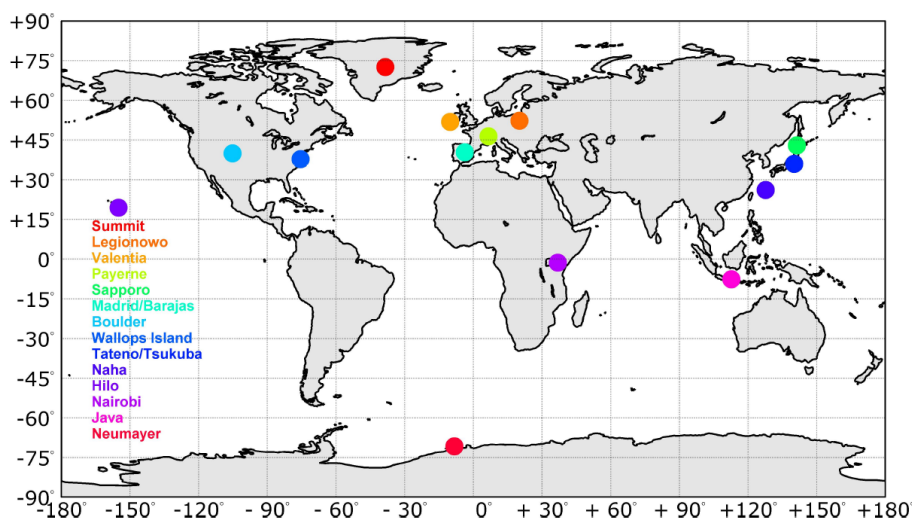 +90°
+75°
+60°
+45°
+30°
+15°
0°
-15°
-30°
-45°
-60°
-75°
-90°
Summit
Legionowo
Valentia
Payerne
Sapporo
Madrid/Barajas
Boulder
Wallops Island
Tateno/Tsukuba
Naha
Hilo
Nairobi
Java
Neumayer
-180 -150 -120 -90° -60° - 30° 0° + 30° + 60° + 90° +120 +150° +180